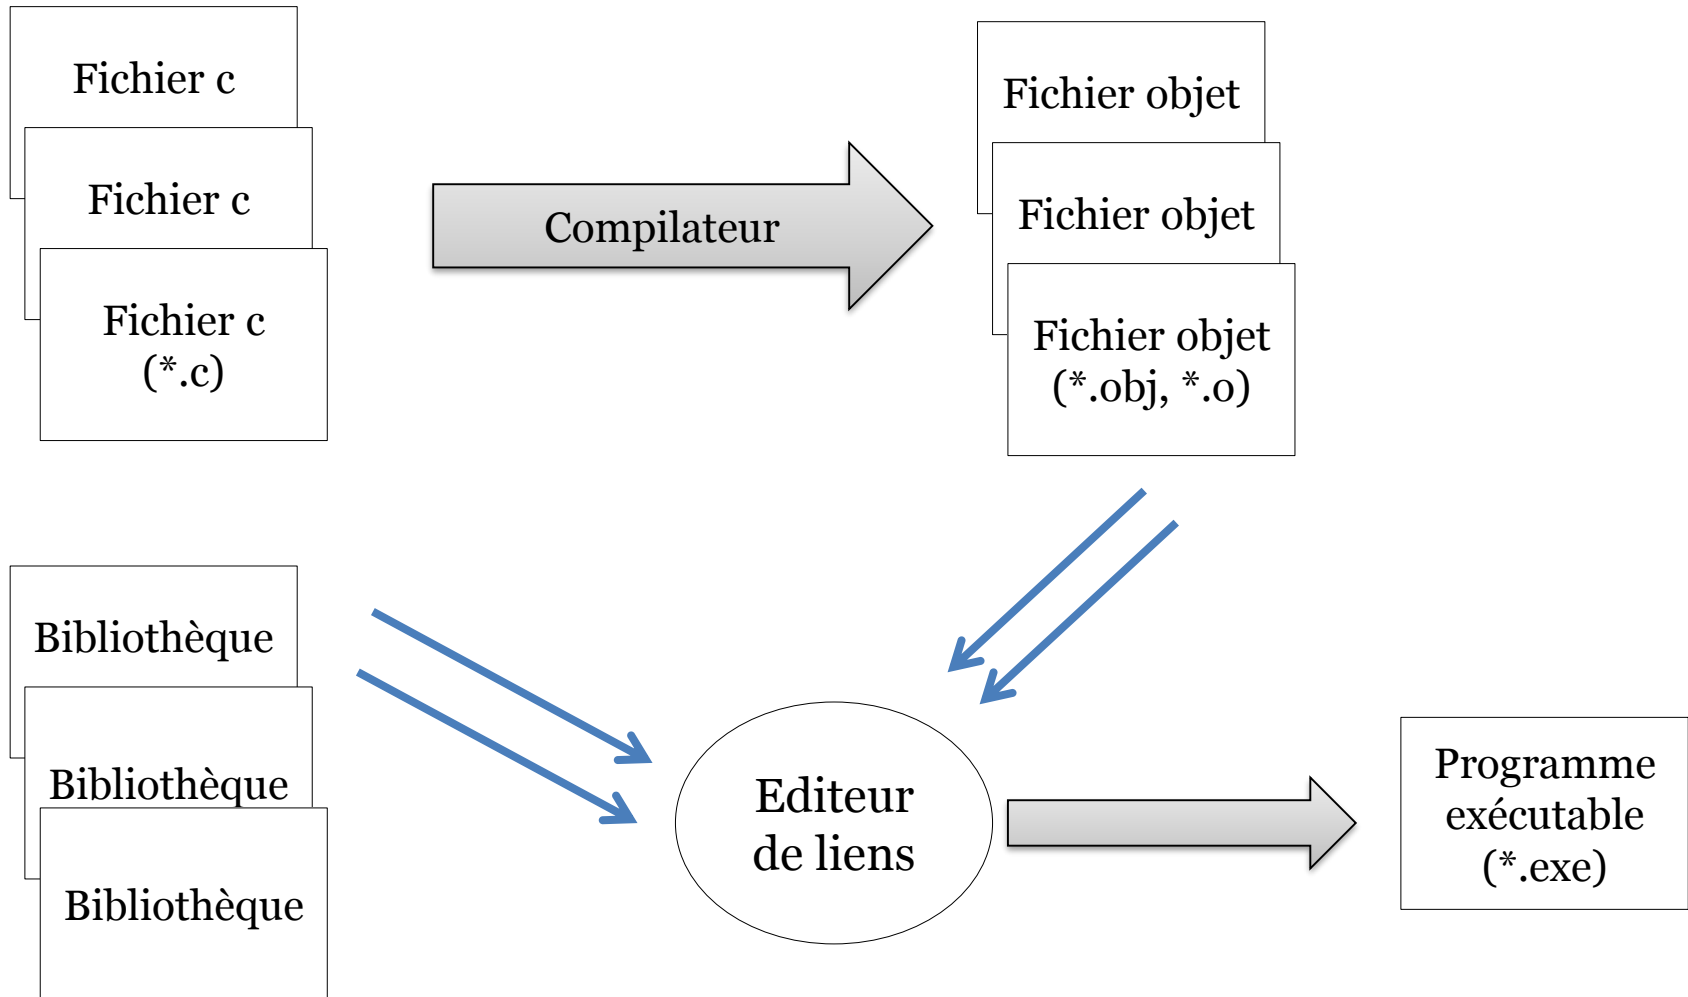 Fichier c
Fichier c
Fichier c
(*.c)
Compilateur
Fichier objet
Fichier objet
Fichier objet
(*.obj, *.o)
Bibliothèque
Bibliothèque
Bibliothèque
Editeur
de liens
Programme
exécutable
(*.exe)